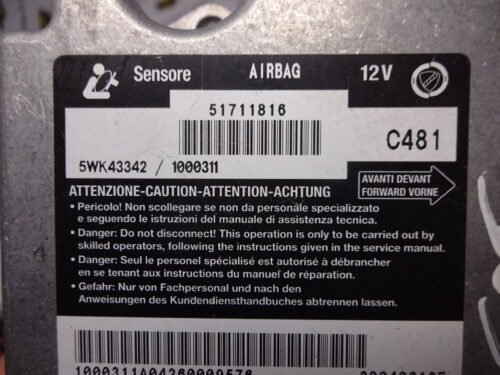 Sensore AIRBAG 12V
51711816
C481
5WK43342 / 1000311
AVANTI DEVANT
FORWARD VORNE
ATTENZIONE-CAUTION-ATTENTION-ACHTUNG
• Pericolo! Non scollegare se non da personale specializzato
e seguendo le istruzioni del manuale di assistenza tecnica.
• Danger: Do not disconnect! This operation is only to be carried out by
skilled operators, following the instructions given in the service manual.
• Danger: Seul le personel spécialisé est autorisé à débrancher
en se tenant aux instructions du manuel de réparation.
• Gefahr: Nur von Fachpersonal und nach den
Anweisungen des Kundendiensthandbuches abtrennen lassen.
1000311A04260009576